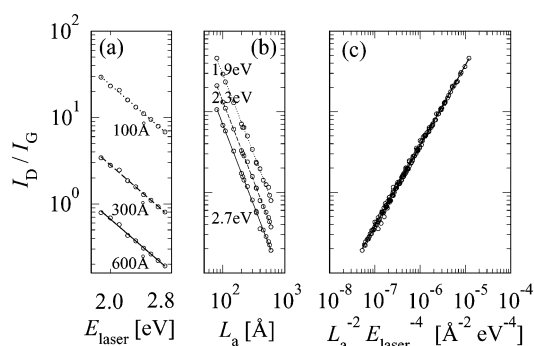 (a)
(b)
(c)
I_D / I_G
10²
10¹
10⁰
100Å
300Å
600Å
1.9eV
2.3eV
2.7eV
2.0 2.8
10² 10³
10⁻⁸ 10⁻⁷ 10⁻⁶ 10⁻⁵ 10⁻⁴
E_laser [eV]
L_a [Å]
L_a⁻² E_laser⁻⁴ [Å⁻² eV⁻⁴]